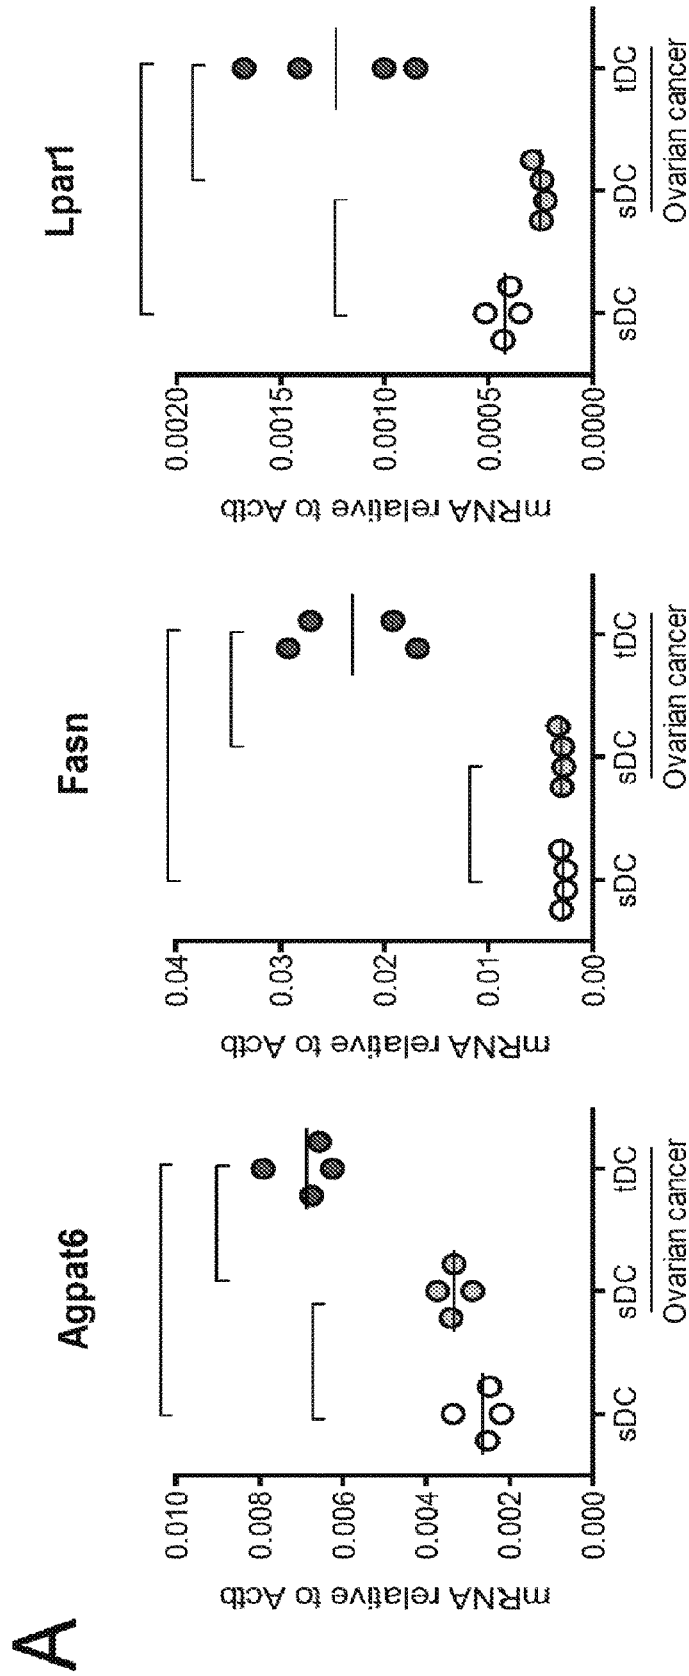 A
Agpat6
mRNA relative to Actb
0.010
0.008
0.006
0.004
0.002
0.000
sDC sDC tDC
Ovarian cancer
Fasn
mRNA relative to Actb
0.04
0.03
0.02
0.01
0.00
sDC sDC tDC
Ovarian cancer
Lpar1
mRNA relative to Actb
0.0020
0.0015
0.0010
0.0005
0.0000
sDC sDC tDC
Ovarian cancer